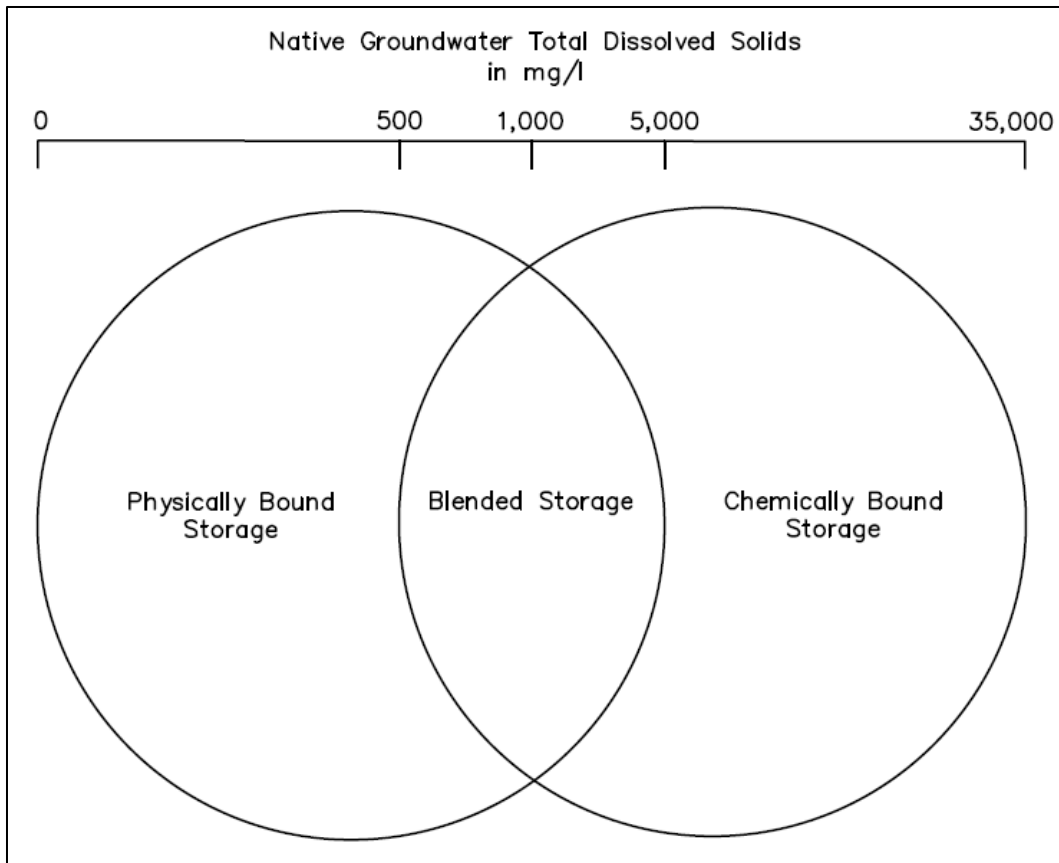 Native Groundwater Total Dissolved Solids
in mg/l
0 500 1,000 5,000 35,000
Physically Bound Storage
Blended Storage
Chemically Bound Storage